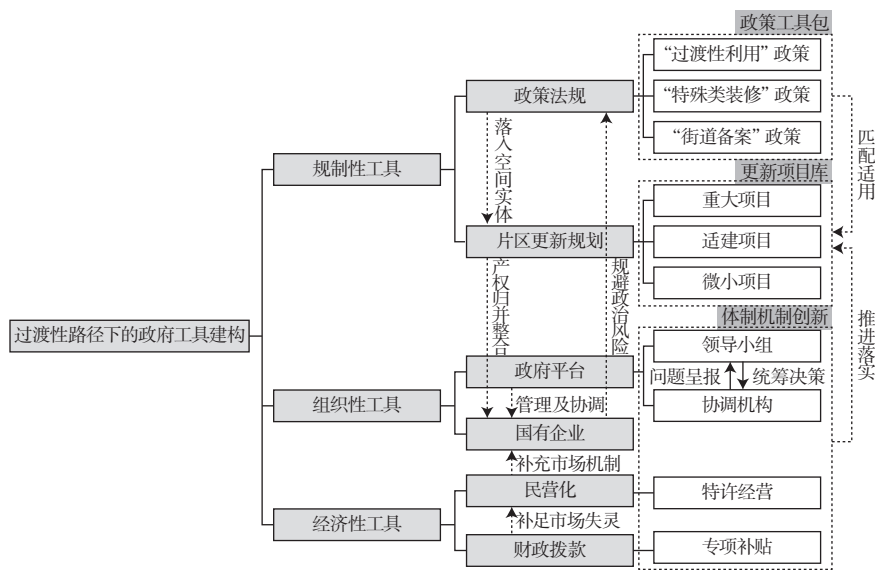 政策工具包
“过渡性利用”政策
“特殊类装修”政策
“街道备案”政策
政策法规
落入空间实体
匹配适用
规制性工具
更新项目库
重大项目
适建项目
微小项目
片区更新规划
产权归并整合
规避政治风险
过渡性路径下的政府工具建构
体制机制创新
推进落实
领导小组
问题呈报
统筹决策
协调机构
政府平台
管理及协调
组织性工具
国有企业
补充市场机制
民营化
特许经营
经济性工具
补足市场失灵
财政拨款
专项补贴